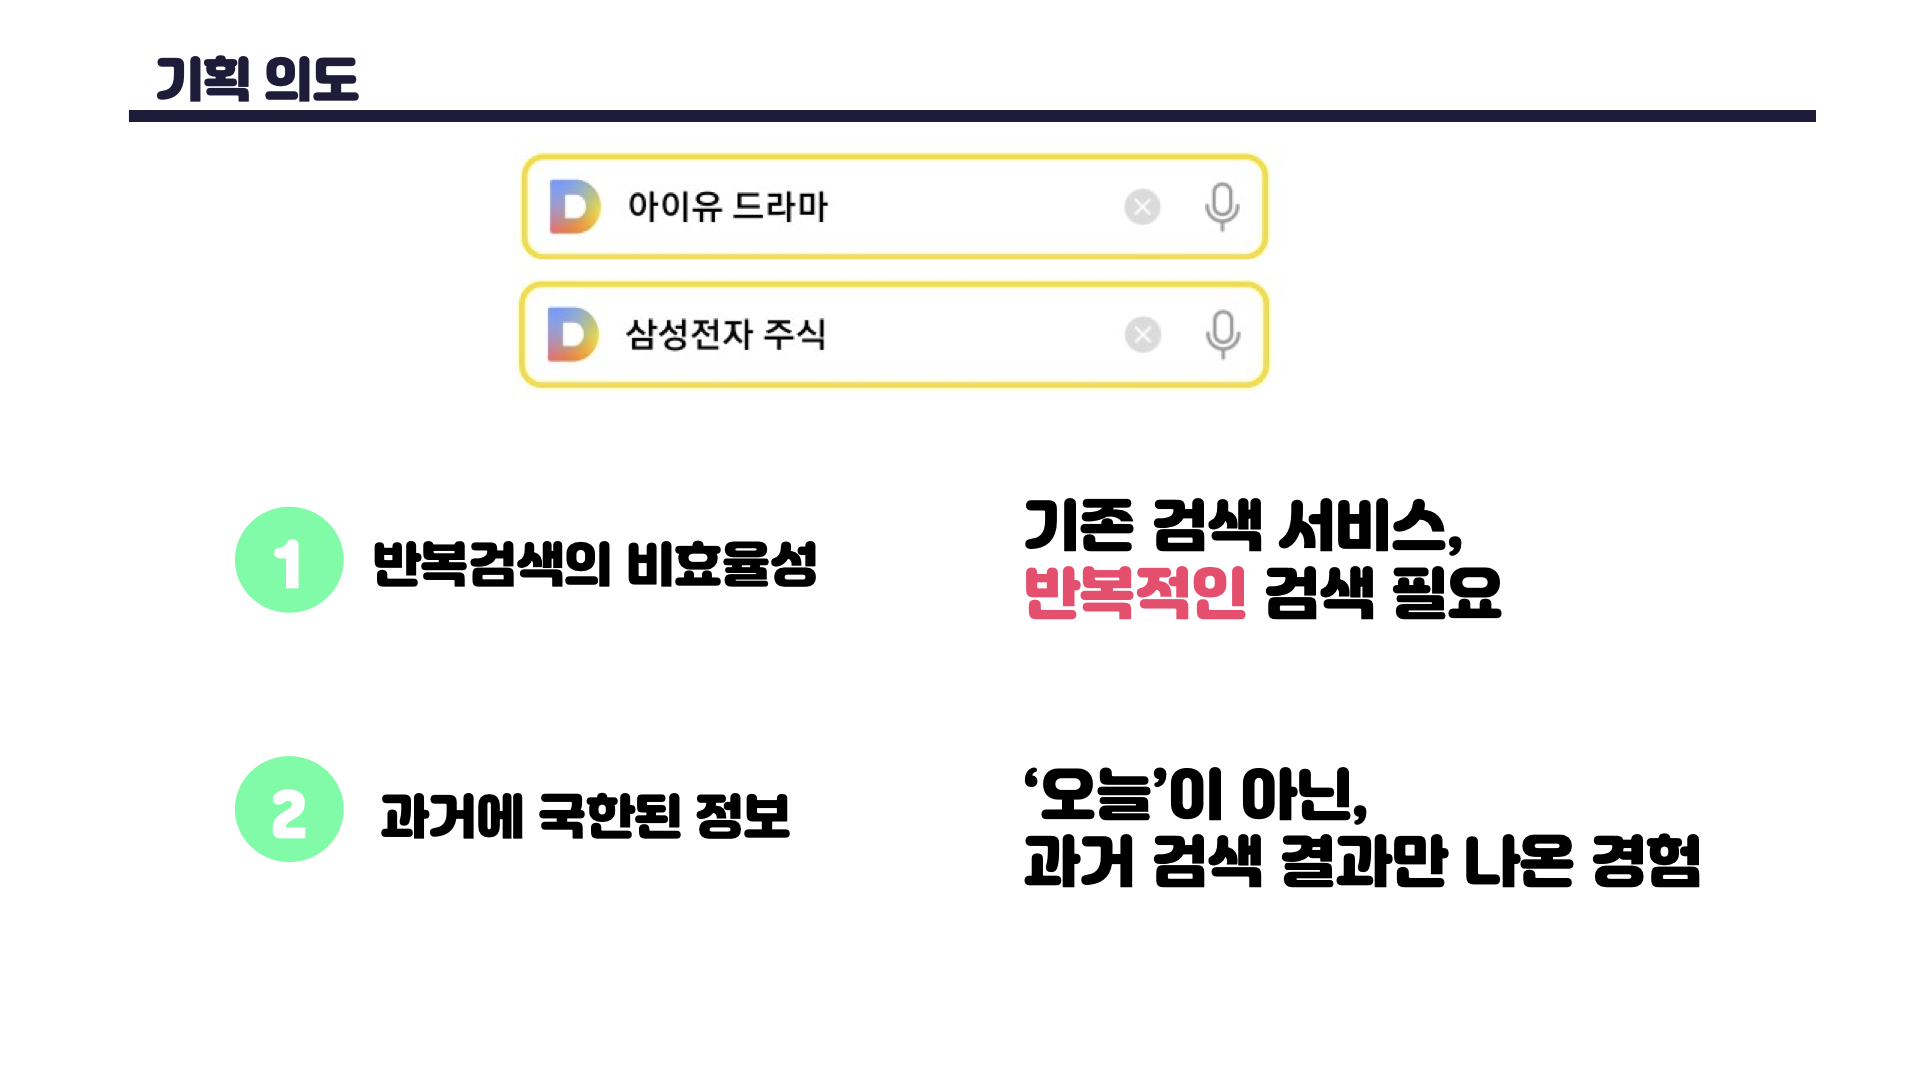 기획 의도
D 아이유 드라마
D 삼성전자 주식
1 반복검색의 비효율성
기존 검색 서비스,
반복적인 검색 필요
2 과거에 국한된 정보
‘오늘’이 아닌,
과거 검색 결과만 나온 경험